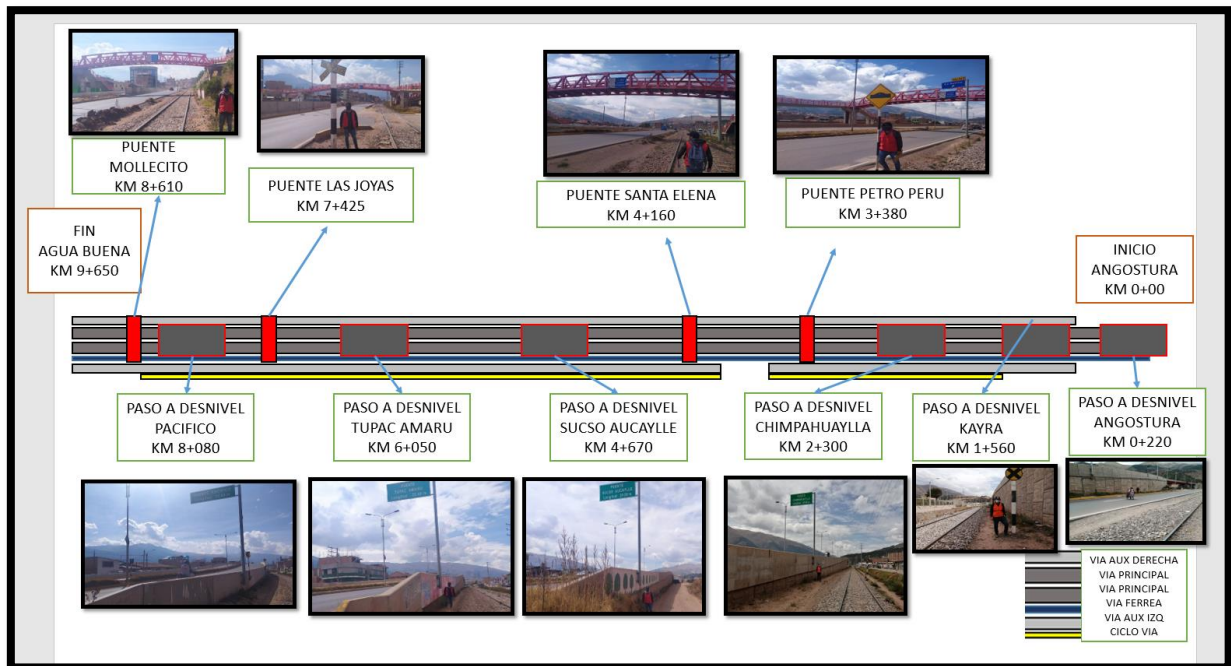 PUENTE
MOLLECITO
KM 8+610
PUENTE LAS JOYAS
KM 7+425
PUENTE SANTA ELENA
KM 4+160
PUENTE PETRO PERU
KM 3+380
FIN
AGUA BUENA
KM 9+650
INICIO
ANGOSTURA
KM 0+00
PASO A DESNIVEL
PACIFICO
KM 8+080
PASO A DESNIVEL
TUPAC AMARU
KM 6+050
PASO A DESNIVEL
SUCSO AUCAYLLE
KM 4+670
PASO A DESNIVEL
CHIMPAHUAYLLA
KM 2+300
PASO A DESNIVEL
KAYRA
KM 1+560
PASO A DESNIVEL
ANGOSTURA
KM 0+220
VIA AUX DERECHA
VIA PRINCIPAL
VIA PRINCIPAL
VIA FERREA
VIA AUX IZQ
CICLO VIA